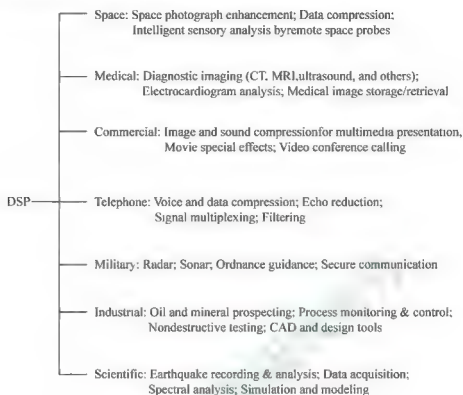 Space: Space photograph enhancement; Data compression;
Intelligent sensory analysis byremote space probes
Medical: Diagnostic imaging (CT, MRI,ultrasound, and others);
Electrocardiogram analysis; Medical image storage/retrieval
Commercial: Image and sound compressionfor multimedia presentation,
Movie special effects; Video conference calling
DSP
Telephone: Voice and data compression; Echo reduction;
Signal multiplexing; Filtering
Military: Radar; Sonar; Ordnance guidance; Secure communication
Industrial: Oil and mineral prospecting; Process monitoring & control;
Nondestructive testing; CAD and design tools
Scientific: Earthquake recording & analysis; Data acquisition;
Spectral analysis; Simulation and modeling